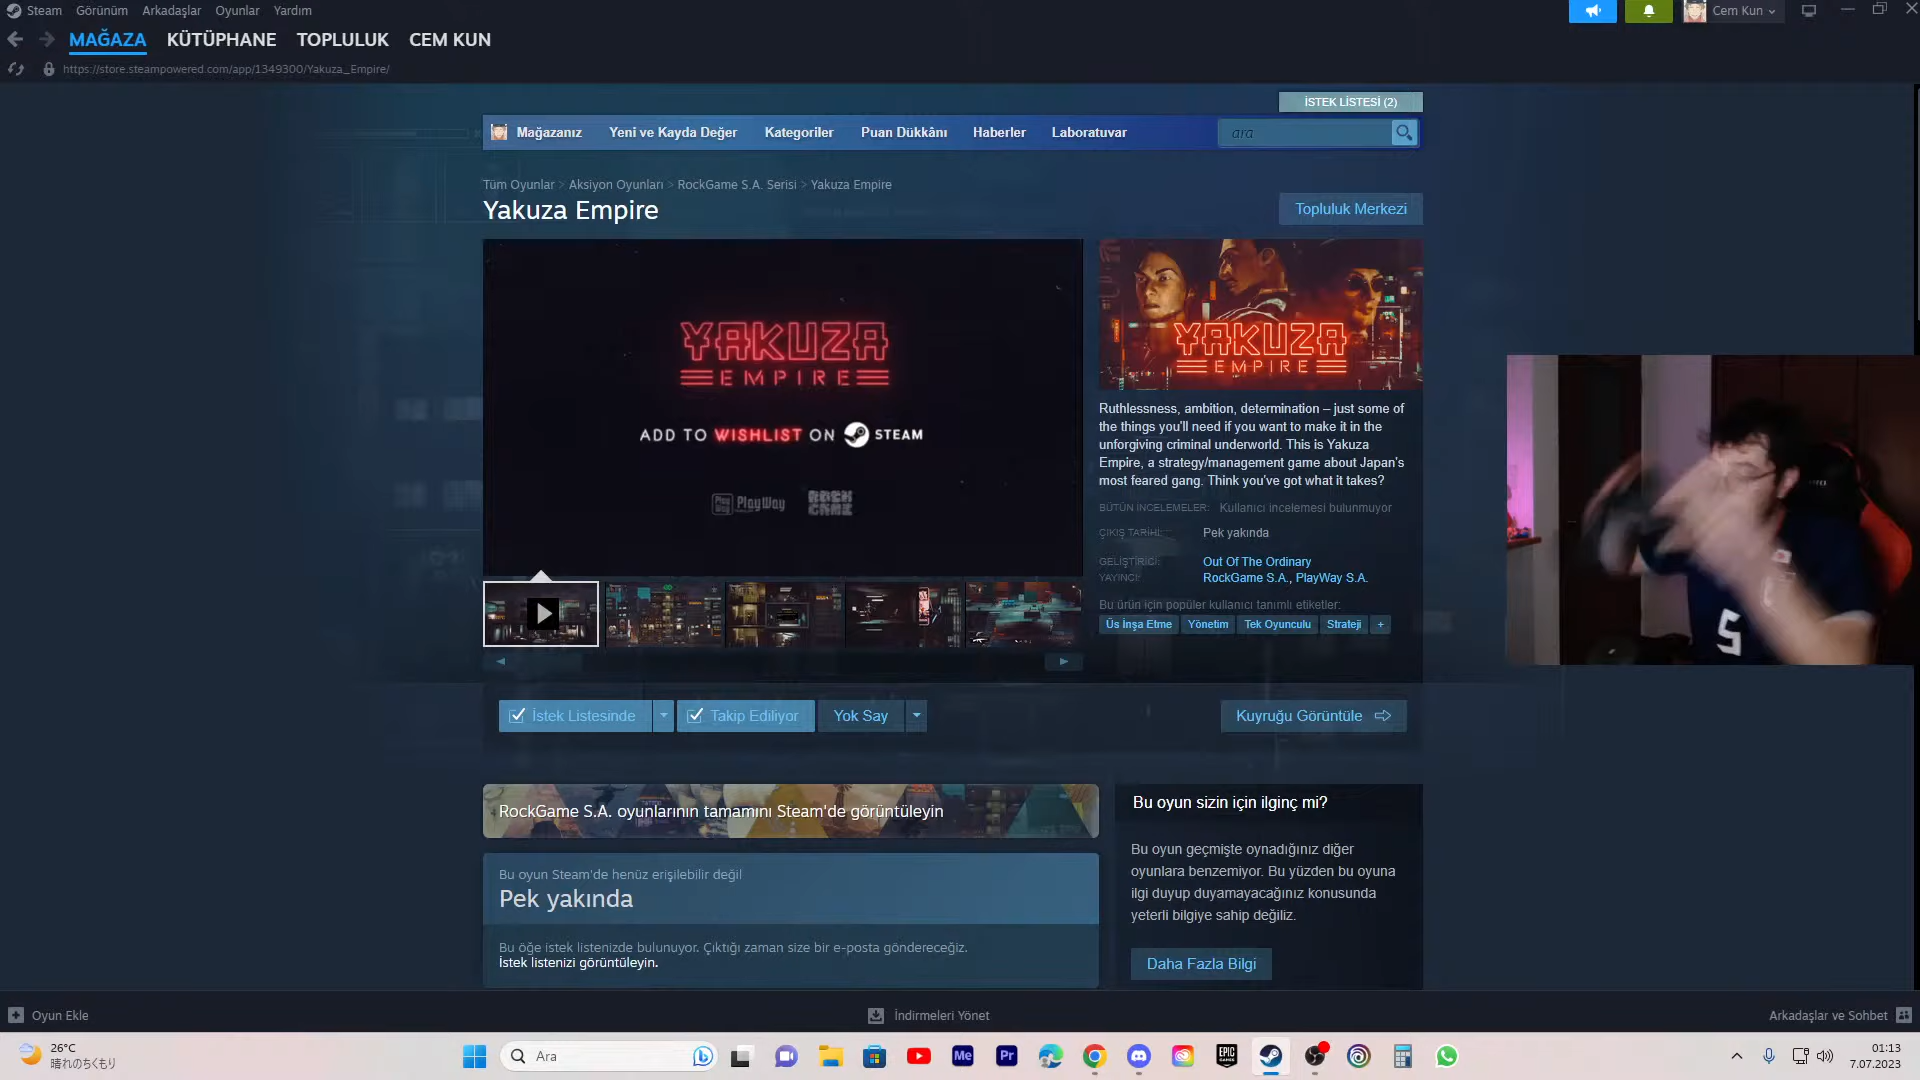 Steam Görünüm Arkadaşlar Oyunlar Yardım
Cem Kun
MAĞAZA KÜTÜPHANE TOPLULUK CEM KUN
https://store.steampowered.com/app/1349300/Yakuza_Empire/
İSTEK LİSTESİ (2)
Mağazanız Yeni ve Kayda Değer Kategoriler Puan Dükkânı Haberler Laboratuvar
ara
Tüm Oyunlar > Aksiyon Oyunları > RockGame S.A. Serisi > Yakuza Empire
Yakuza Empire
Topluluk Merkezi
YAKUZA
EMPIRE
ADD TO WISHLIST ON STEAM
Play Way PlayWay ROCK GAME
YAKUZA
EMPIRE
Ruthlessness, ambition, determination – just some of
the things you'll need if you want to make it in the
unforgiving criminal underworld. This is Yakuza
Empire, a strategy/management game about Japan's
most feared gang. Think you've got what it takes?
BÜTÜN İNCELEMELER: Kullanıcı incelemesi bulunmuyor
ÇIKIŞ TARİHİ: Pek yakında
GELİŞTİRİCİ: Out Of The Ordinary
YAYINCI: RockGame S.A., PlayWay S.A.
Bu ürün için popüler kullanıcı tanımlı etiketler:
Üs İnşa Etme Yönetim Tek Oyunculu Strateji +
İstek Listesinde Takip Ediliyor Yok Say
Kuyruğu Görüntüle
RockGame S.A. oyunlarının tamamını Steam'de görüntüleyin
Bu oyun Steam'de henüz erişilebilir değil
Pek yakında
Bu öğe istek listenizde bulunuyor. Çıktığı zaman size bir e-posta göndereceğiz.
İstek listenizi görüntüleyin.
Bu oyun sizin için ilginç mi?
Bu oyun geçmişte oynadığınız diğer
oyunlara benzemiyor. Bu yüzden bu oyuna
ilgi duyup duyamayacağınız konusunda
yeterli bilgiye sahip değiliz.
Daha Fazla Bilgi
5
Oyun Ekle
İndirmeleri Yönet
Arkadaşlar ve Sohbet
26°C
晴れのちくもり
Ara
Me
Pr
EPIC
GAMES
01:13
7.07.2023